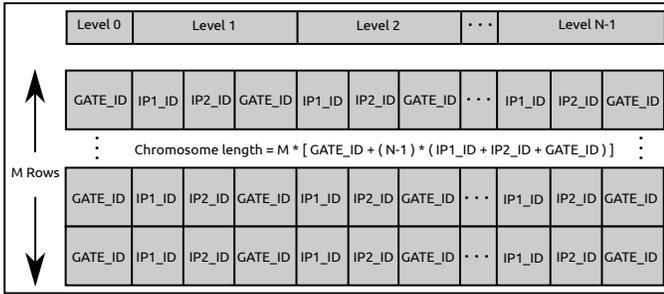 Level 0 Level 1 Level 2 ... Level N-1
GATE_ID IP1_ID IP2_ID GATE_ID IP1_ID IP2_ID GATE_ID ... IP1_ID IP2_ID GATE_ID
Chromosome length = M * [ GATE_ID + ( N-1 ) * ( IP1_ID + IP2_ID + GATE_ID ) ]
M Rows
GATE_ID IP1_ID IP2_ID GATE_ID IP1_ID IP2_ID GATE_ID ... IP1_ID IP2_ID GATE_ID
GATE_ID IP1_ID IP2_ID GATE_ID IP1_ID IP2_ID GATE_ID ... IP1_ID IP2_ID GATE_ID